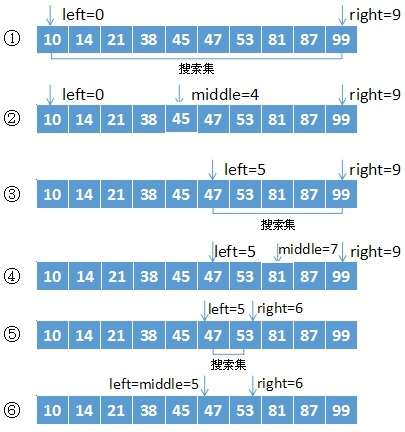 left=0 right=9
① 10 14 21 38 45 47 53 81 87 99
搜索集
left=0 middle=4 right=9
② 10 14 21 38 45 47 53 81 87 99
left=5 right=9
③ 10 14 21 38 45 47 53 81 87 99
搜索集
left=5 middle=7 right=9
④ 10 14 21 38 45 47 53 81 87 99
left=5 right=6
⑤ 10 14 21 38 45 47 53 81 87 99
搜索集
left=middle=5 right=6
⑥ 10 14 21 38 45 47 53 81 87 99